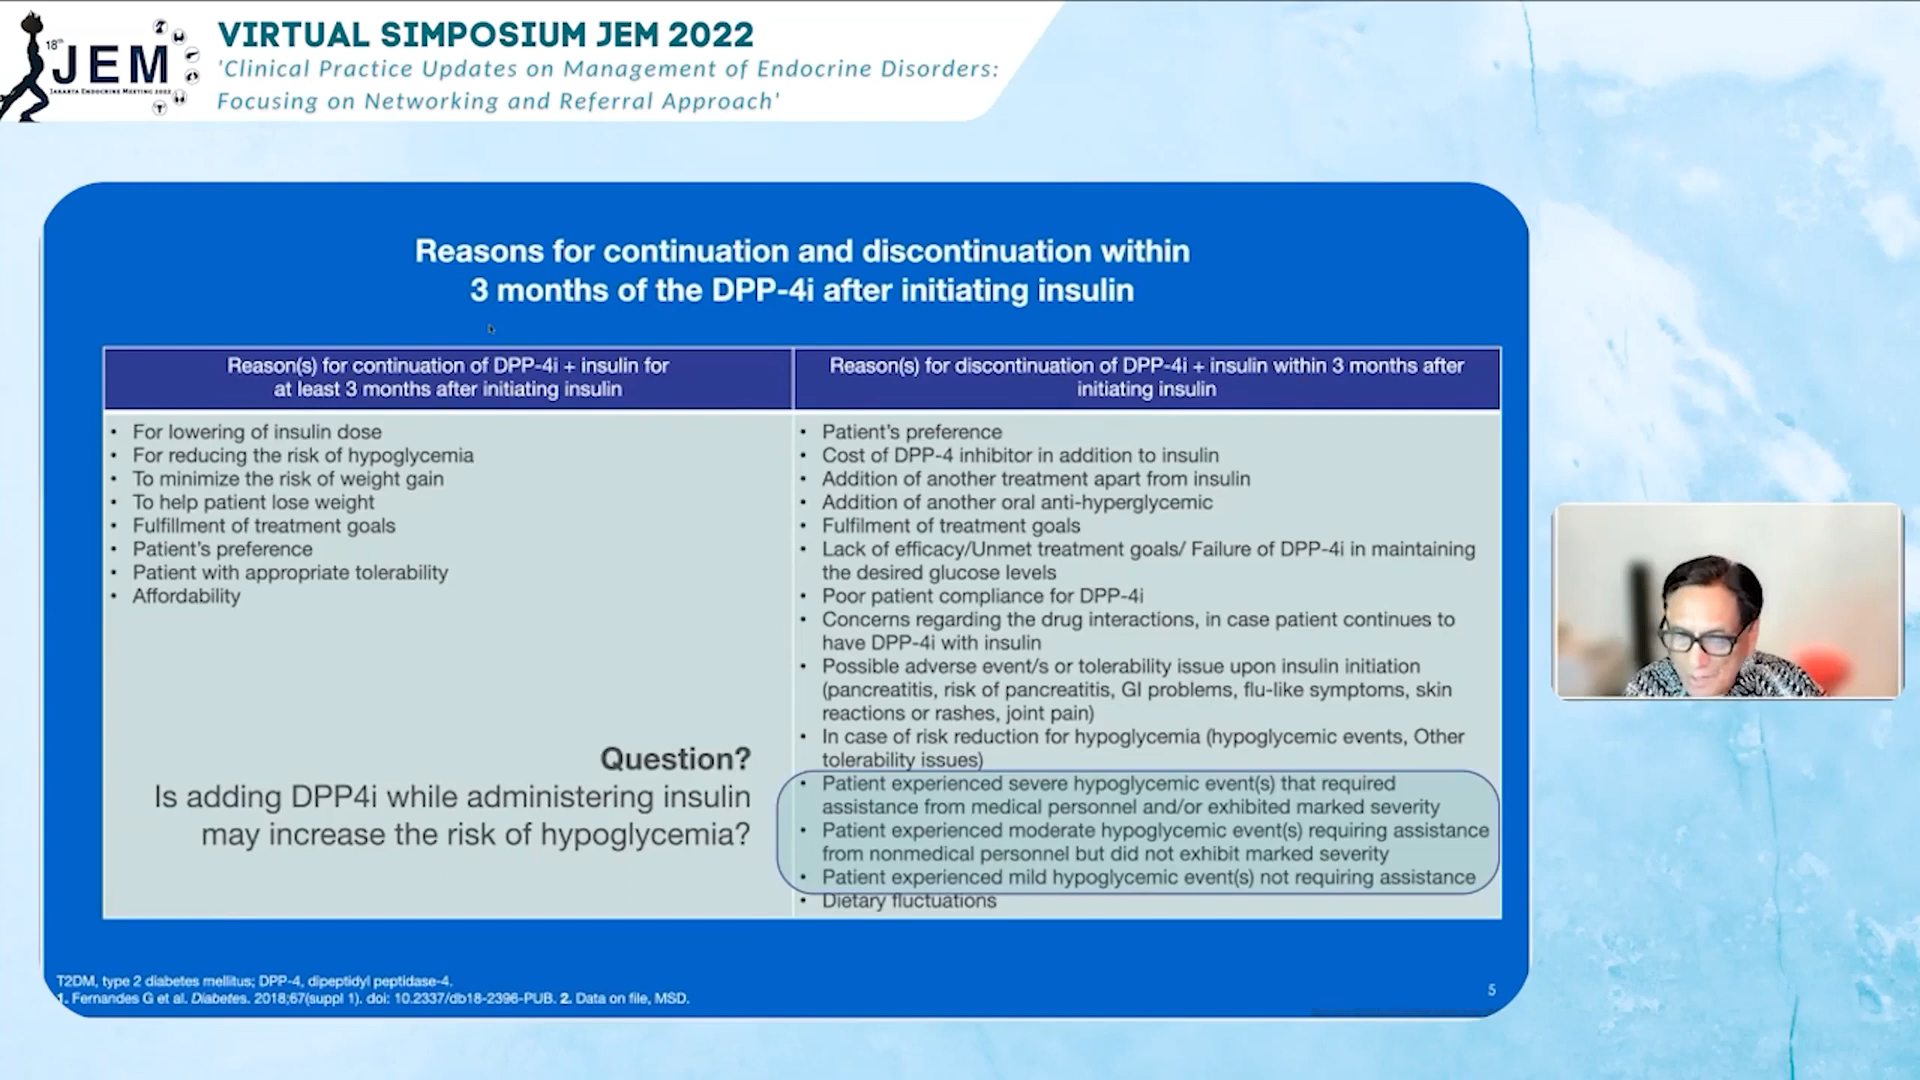 18th
JEM
JAKARTA ENDOCRINE MEETING 2022
VIRTUAL SIMPOSIUM JEM 2022
'Clinical Practice Updates on Management of Endocrine Disorders:
Focusing on Networking and Referral Approach'
Reasons for continuation and discontinuation within
3 months of the DPP-4i after initiating insulin
Reason(s) for continuation of DPP-4i + insulin for
at least 3 months after initiating insulin
• For lowering of insulin dose
• For reducing the risk of hypoglycemia
• To minimize the risk of weight gain
• To help patient lose weight
• Fulfillment of treatment goals
• Patient's preference
• Patient with appropriate tolerability
• Affordability
Question?
Is adding DPP4i while administering insulin
may increase the risk of hypoglycemia?
Reason(s) for discontinuation of DPP-4i + insulin within 3 months after
initiating insulin
• Patient's preference
• Cost of DPP-4 inhibitor in addition to insulin
• Addition of another treatment apart from insulin
• Addition of another oral anti-hyperglycemic
• Fulfilment of treatment goals
• Lack of efficacy/Unmet treatment goals/ Failure of DPP-4i in maintaining
the desired glucose levels
• Poor patient compliance for DPP-4i
• Concerns regarding the drug interactions, in case patient continues to
have DPP-4i with insulin
• Possible adverse event/s or tolerability issue upon insulin initiation
(pancreatitis, risk of pancreatitis, GI problems, flu-like symptoms, skin
reactions or rashes, joint pain)
• In case of risk reduction for hypoglycemia (hypoglycemic events, Other
tolerability issues)
• Patient experienced severe hypoglycemic event(s) that required
assistance from medical personnel and/or exhibited marked severity
• Patient experienced moderate hypoglycemic event(s) requiring assistance
from nonmedical personnel but did not exhibit marked severity
• Patient experienced mild hypoglycemic event(s) not requiring assistance
• Dietary fluctuations
T2DM, type 2 diabetes mellitus; DPP-4, dipeptidyl peptidase-4.
1. Fernandes G et al. Diabetes. 2018;67(suppl 1). doi: 10.2337/db18-2396-PUB. 2. Data on file, MSD.
5